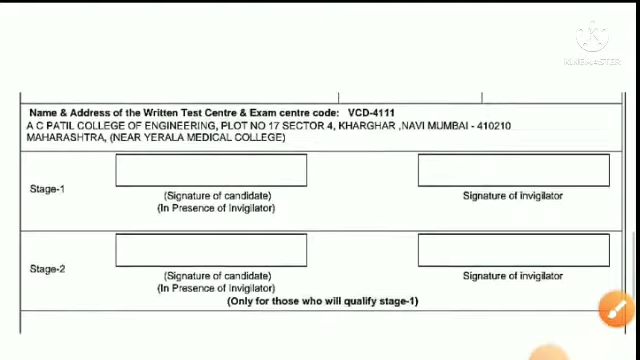 K
KINEMASTER
Name & Address of the Written Test Centre & Exam centre code: VCD-4111
A C PATIL COLLEGE OF ENGINEERING, PLOT NO 17 SECTOR 4, KHARGHAR ,NAVI MUMBAI - 410210
MAHARASHTRA, (NEAR YERALA MEDICAL COLLEGE)
Stage-1
(Signature of candidate)
(In Presence of Invigilator)
Signature of invigilator
Stage-2
(Signature of candidate)
(In Presence of Invigilator)
Signature of invigilator
(Only for those who will qualify stage-1)